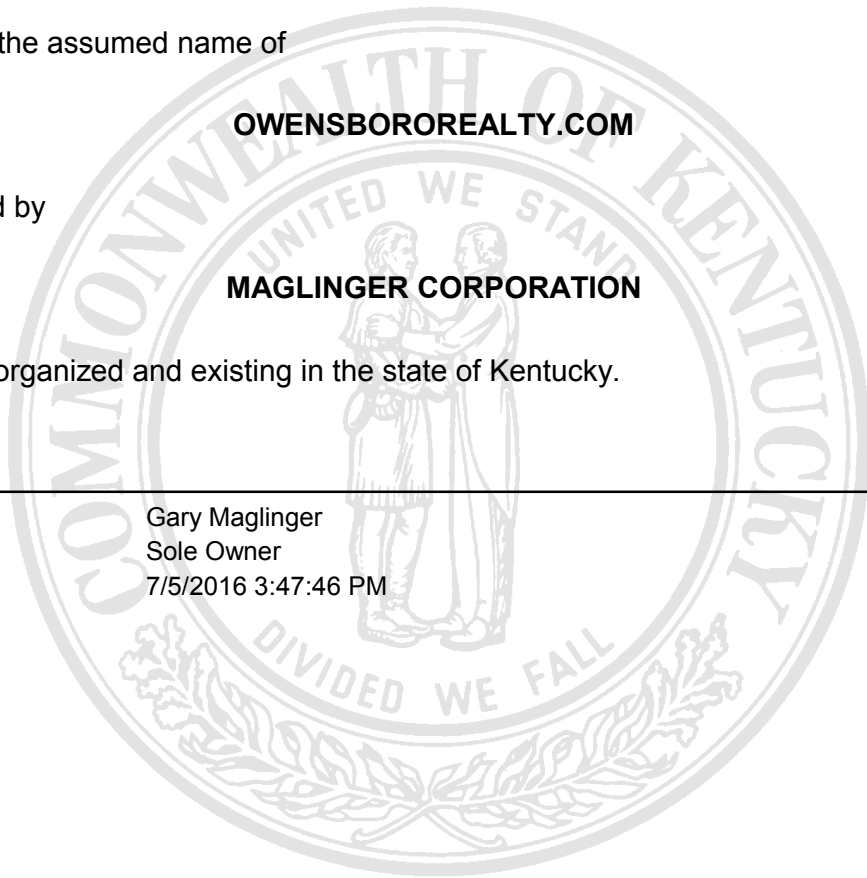 the assumed name of
OWENSBOROREALTY.COM
d by
MAGLINGER CORPORATION
organized and existing in the state of Kentucky.
Gary Maglinger
Sole Owner
7/5/2016 3:47:46 PM
COMMONWEALTH OF KENTUCKY
UNITED WE STAND
DIVIDED WE FALL